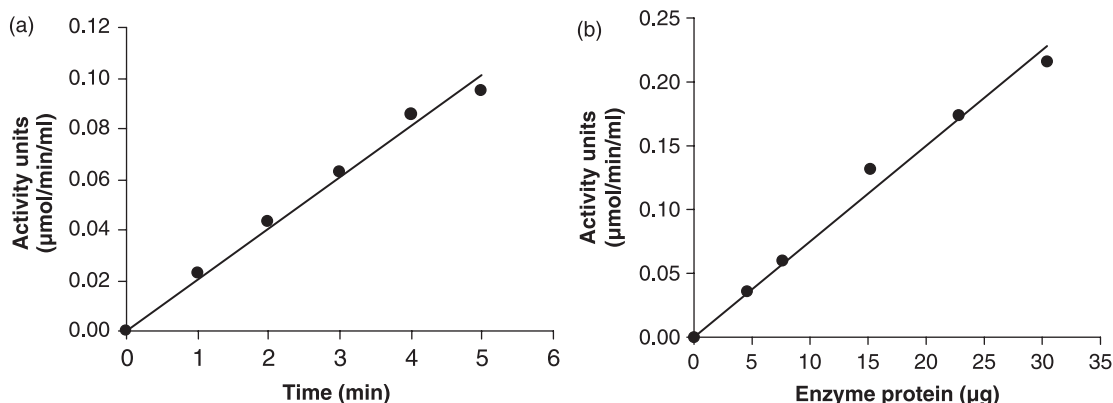 (a)
0.12
0.10
0.08
0.06
0.04
0.02
0.00
Activity units
(µmol/min/ml)
0 1 2 3 4 5 6
Time (min)
(b)
0.25
0.20
0.15
0.10
0.05
0.00
Activity units
(µmol/min/ml)
0 5 10 15 20 25 30 35
Enzyme protein (µg)